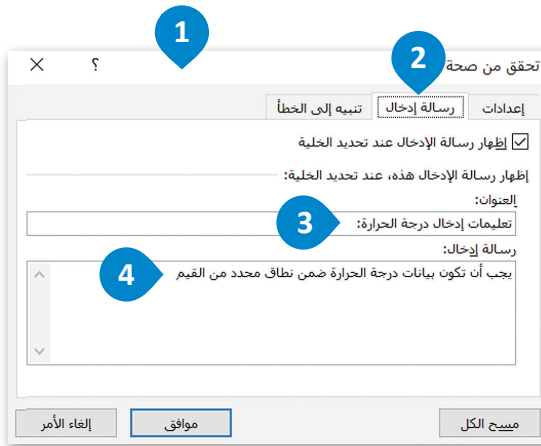 1
تحقق من صحة
؟
2
إعدادات
رسالة إدخال
تنبيه إلى الخطأ
إظهار رسالة الإدخال عند تحديد الخلية
إظهار رسالة الإدخال هذه، عند تحديد الخلية:
العنوان:
تعليمات إدخال درجة الحرارة:
3
رسالة إدخال:
يجب أن تكون بيانات درجة الحرارة ضمن نطاق محدد من القيم
4
مسح الكل
موافق
إلغاء الأمر